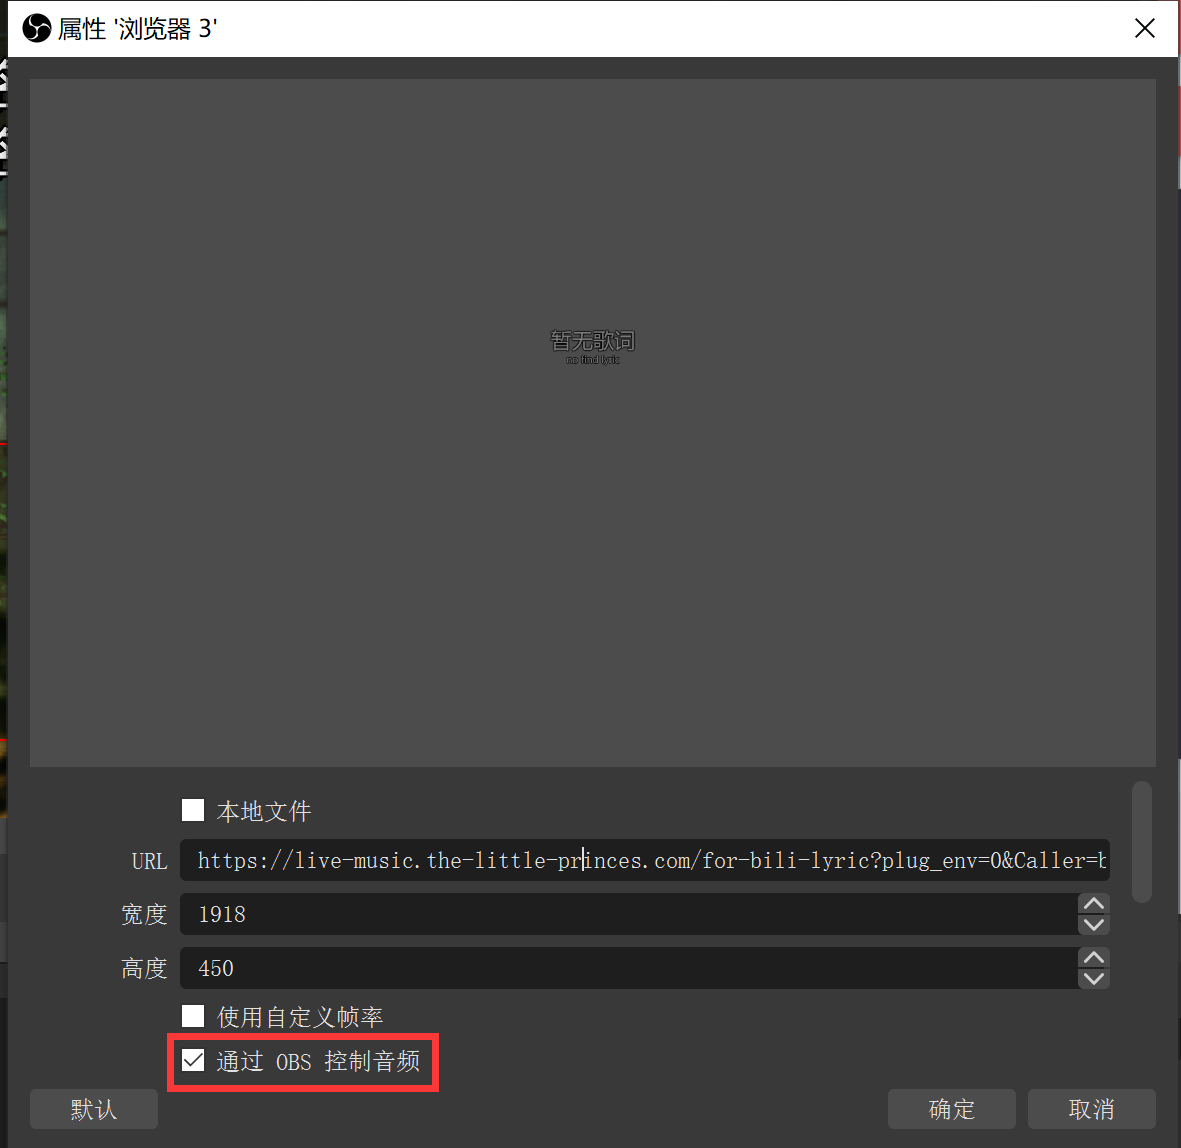 属性 '浏览器 3'
暂无歌词
no find lyric
本地文件
URL https://live-music.the-little-princes.com/for-bili-lyric?plug_env=0&Caller=b
宽度 1918
高度 450
使用自定义帧率
通过 OBS 控制音频
默认 确定 取消